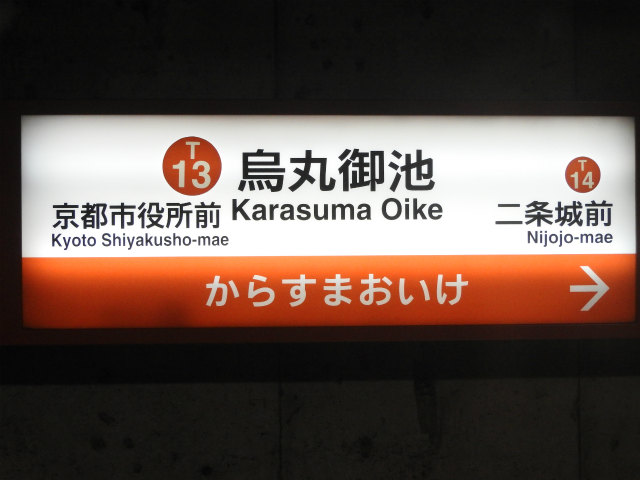 T
13
烏丸御池
Karasuma Oike
京都市役所前
Kyoto Shiyakusho-mae
T
14
二条城前
Nijojo-mae
からすまおいけ
→